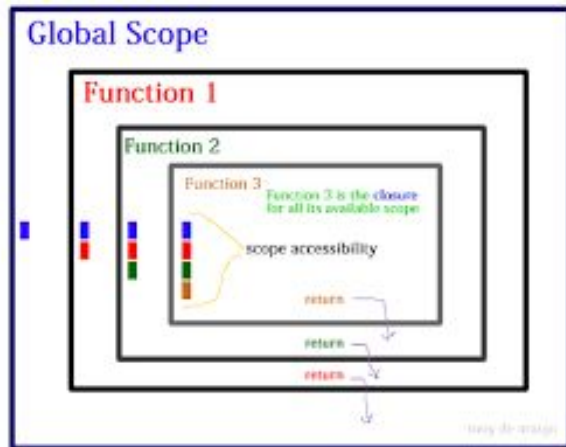 Global Scope
Function 1
Function 2
Function 3
Function 3 is the closure
for all its available scope
scope accessibility
return
return
return